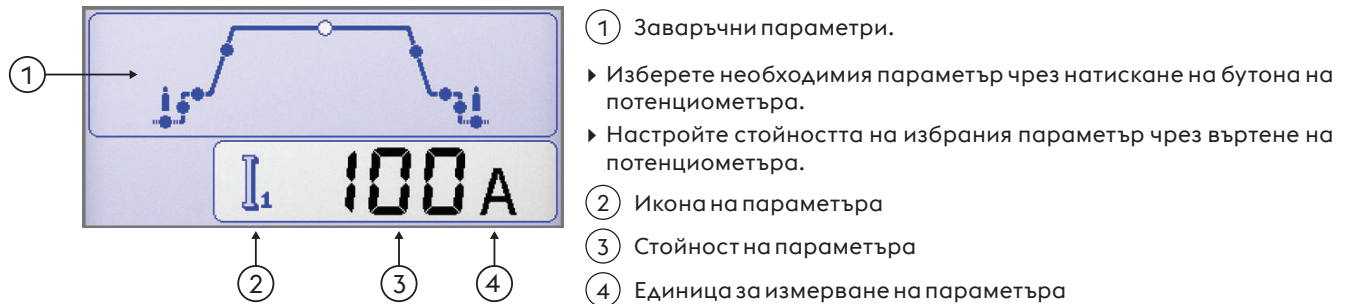 1
I1 100 A
2 3 4
1 Заваръчни параметри.
Изберете необходимия параметър чрез натискане на бутона на
потенциометъра.
Настройте стойността на избрания параметър чрез въртене на
потенциометъра.
2 Икона на параметъра
3 Стойност на параметъра
4 Единица за измерване на параметъра